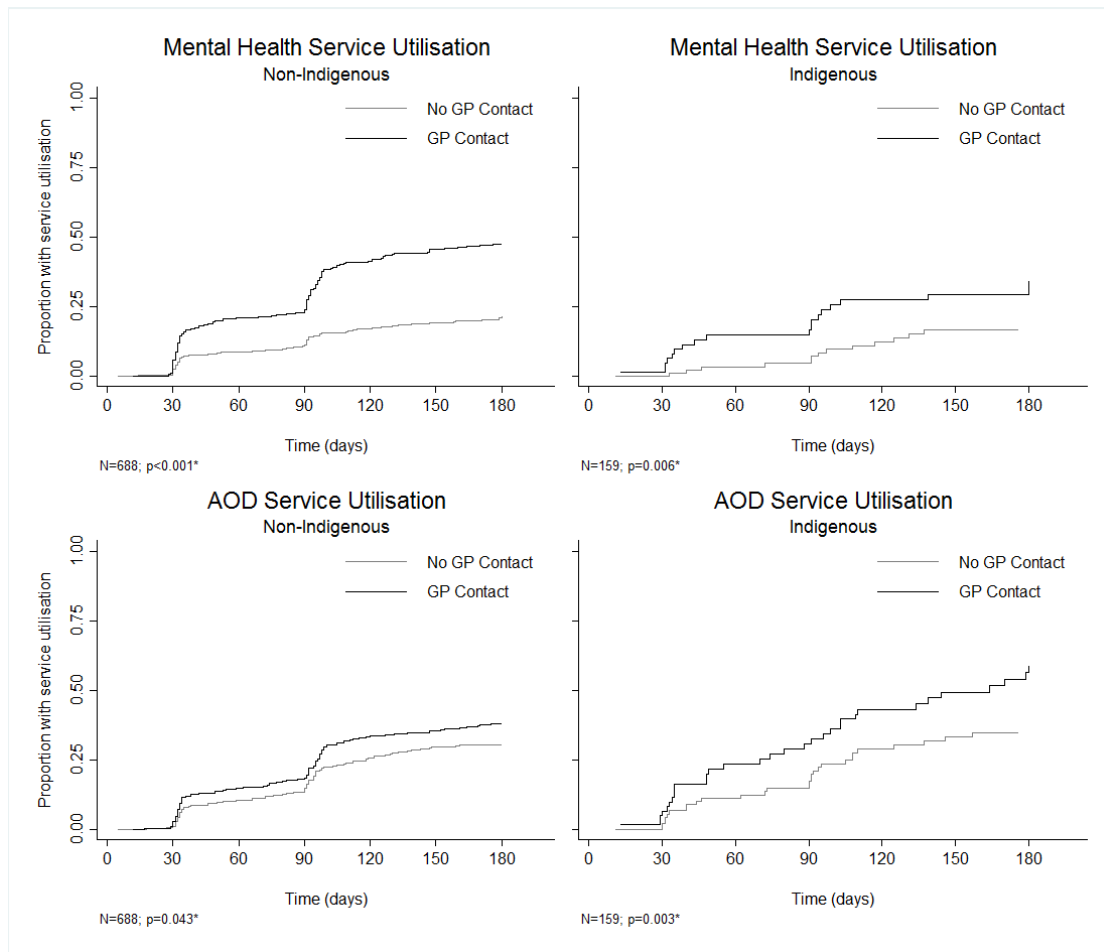 Mental Health Service Utilisation
Non-Indigenous
No GP Contact
GP Contact
1.00
0.75
0.50
0.25
0.00
Proportion with service utilisation
0 30 60 90 120 150 180
Time (days)
N=688; p<0.001*
Mental Health Service Utilisation
Indigenous
No GP Contact
GP Contact
0 30 60 90 120 150 180
Time (days)
N=159; p=0.006*
AOD Service Utilisation
Non-Indigenous
No GP Contact
GP Contact
1.00
0.75
0.50
0.25
0.00
Proportion with service utilisation
0 30 60 90 120 150 180
Time (days)
N=688; p=0.043*
AOD Service Utilisation
Indigenous
No GP Contact
GP Contact
0 30 60 90 120 150 180
Time (days)
N=159; p=0.003*